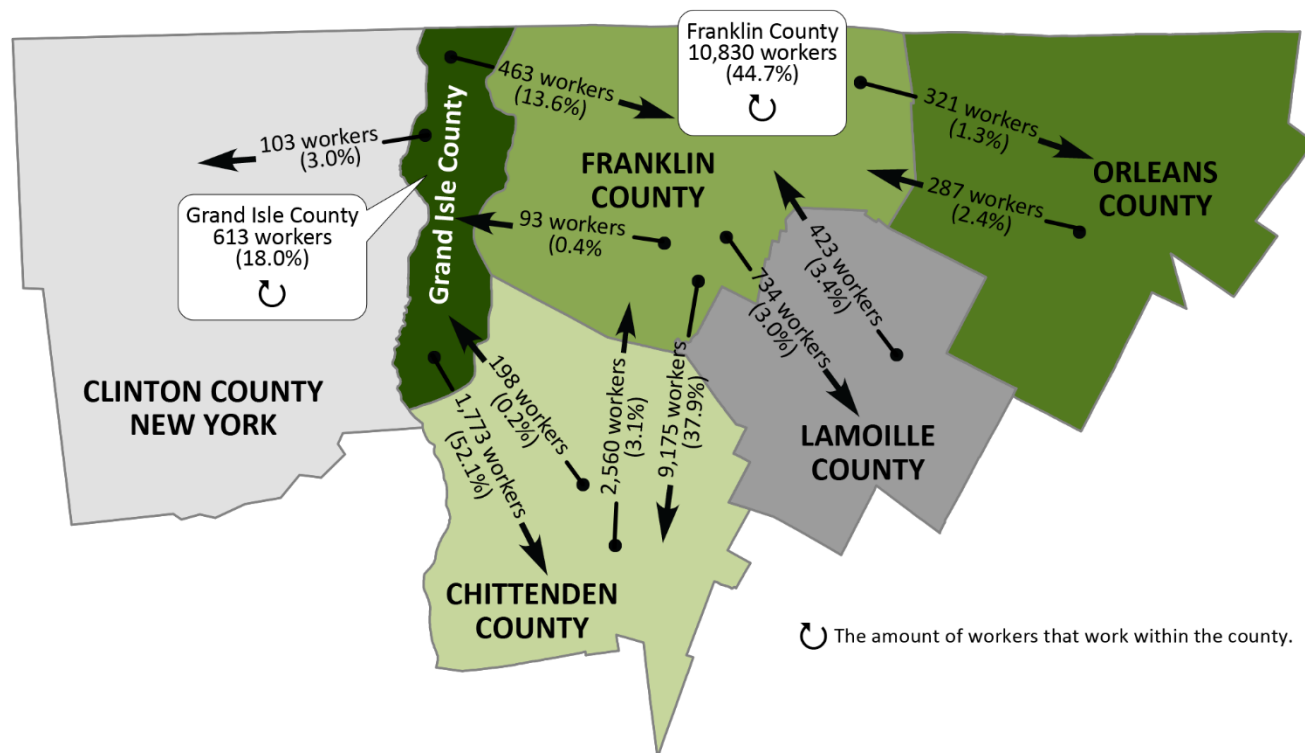 Franklin County
10,830 workers
(44.7%)
463 workers
(13.6%)
321 workers
(1.3%)
103 workers
(3.0%)
Grand Isle County
FRANKLIN
COUNTY
ORLEANS
COUNTY
287 workers
(2.4%)
Grand Isle County
613 workers
(18.0%)
93 workers
(0.4%
423 workers
(3.4%)
734 workers
(3.0%)
CLINTON COUNTY
NEW YORK
198 workers
(0.2%)
1,773 workers
(52.1%)
2,560 workers
(3.1%)
9,175 workers
(37.9%)
LAMOILLE
COUNTY
CHITTENDEN
COUNTY
The amount of workers that work within the county.